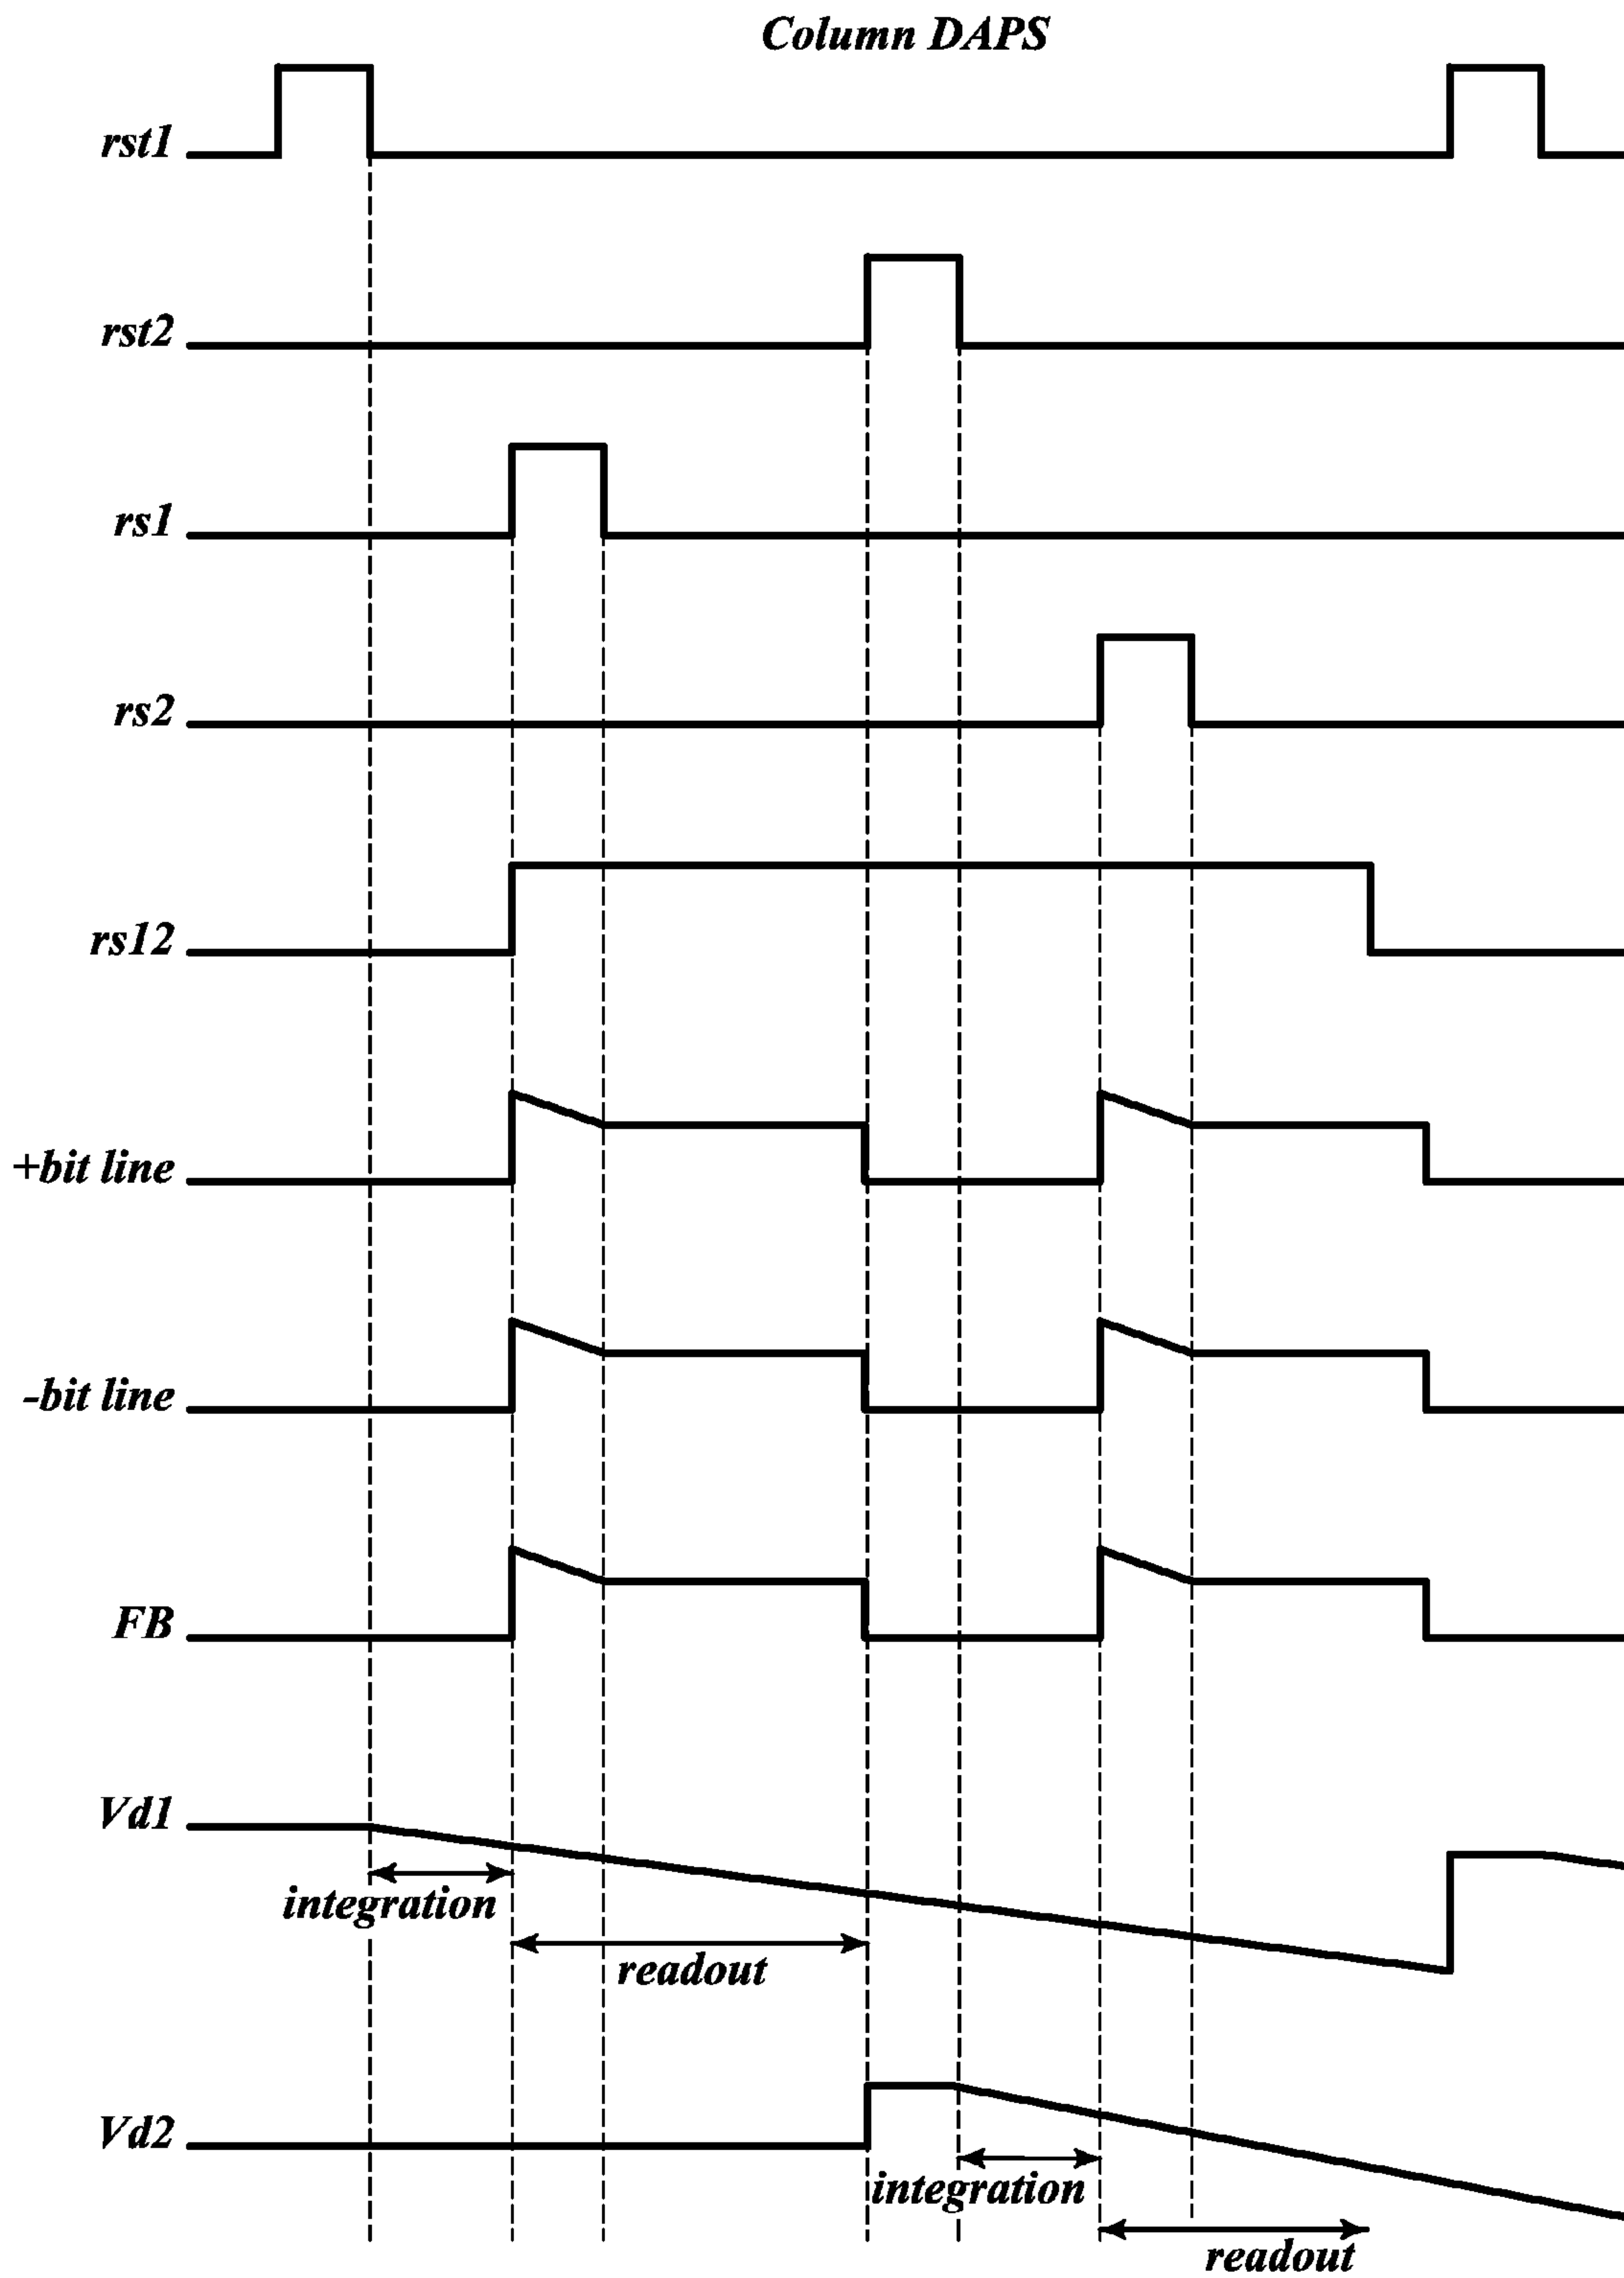 Column DAPS
rst1
rst2
rs1
rs2
rs12
+bit line
-bit line
FB
Vd1
integration
readout
Vd2
integration
readout